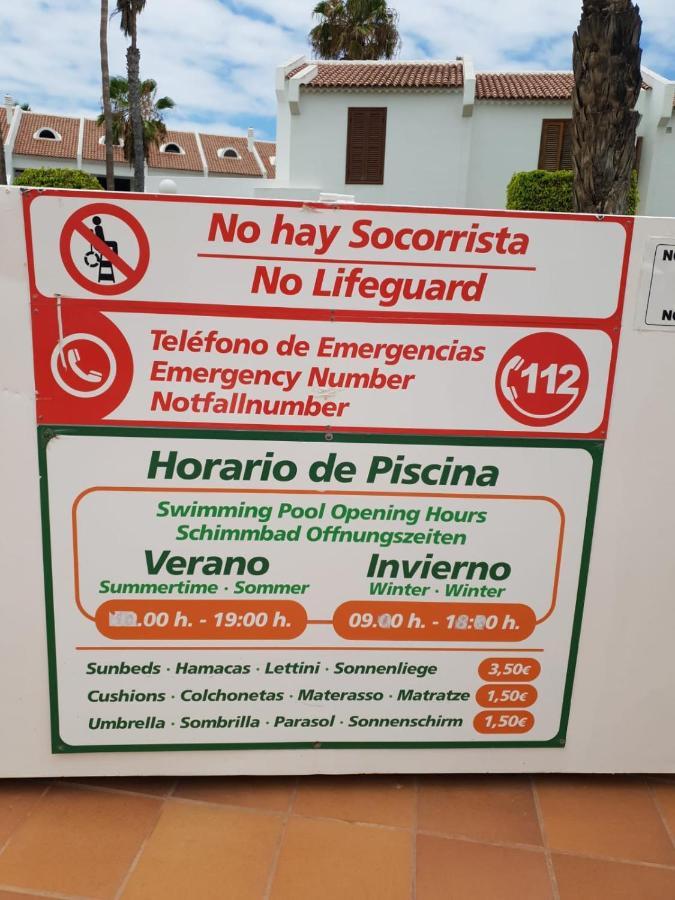 No hay Socorrista
No Lifeguard
Teléfono de Emergencias
Emergency Number
Notfallnumber
112
Horario de Piscina
Swimming Pool Opening Hours
Schimmbad Offnungszeiten
Verano
Invierno
Summertime · Sommer
Winter · Winter
.00 h. - 19:00 h.
09.00 h. - 18:00 h.
Sunbeds · Hamacas · Lettini · Sonnenliege
3,50€
Cushions · Colchonetas · Materasso · Matratze
1,50€
Umbrella · Sombrilla · Parasol · Sonnenschirm
1,50€